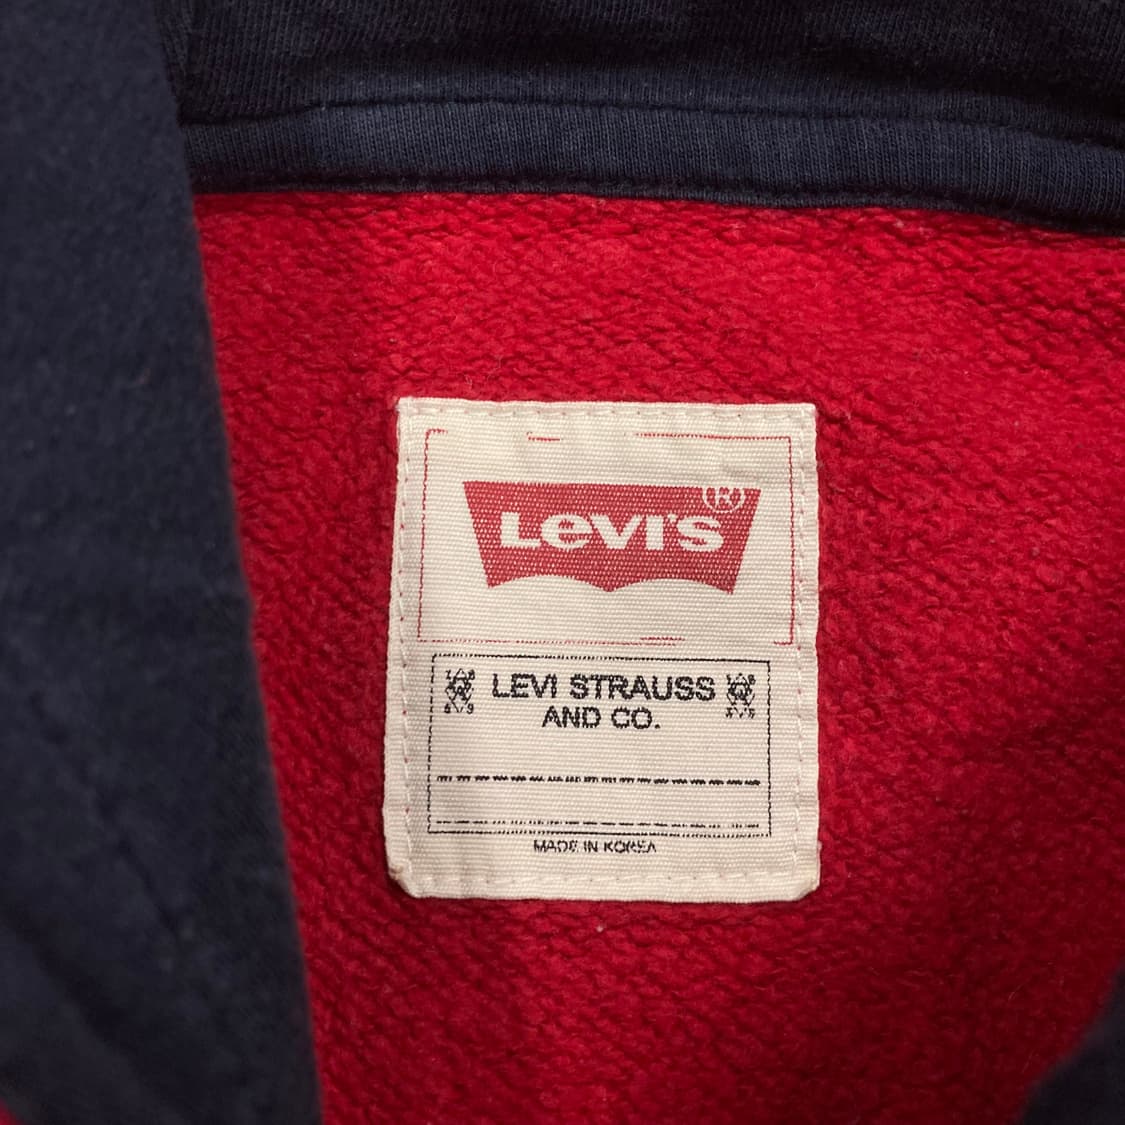 LEVI'S®
LEVI STRAUSS
AND CO.
MADE IN KOREA